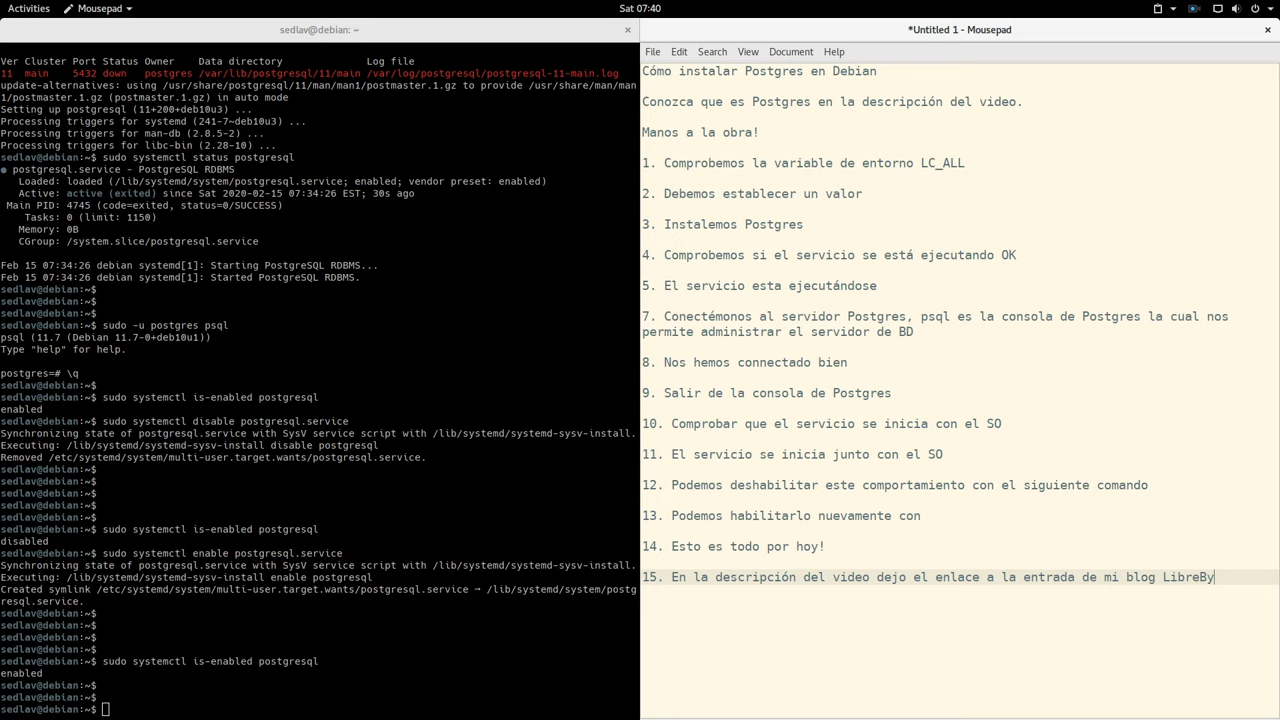 Activities Mousepad Sat 07:40
sedlav@debian: ~ ×
Ver Cluster Port Status Owner    Data directory              Log file
11  main    5432 down   postgres /var/lib/postgresql/11/main /var/log/postgresql/postgresql-11-main.log
update-alternatives: using /usr/share/postgresql/11/man/man1/postmaster.1.gz to provide /usr/share/man/man
1/postmaster.1.gz (postmaster.1.gz) in auto mode
Setting up postgresql (11+200+deb10u3) ...
Processing triggers for systemd (241-7~deb10u3) ...
Processing triggers for man-db (2.8.5-2) ...
Processing triggers for libc-bin (2.28-10) ...
sedlav@debian:~$ sudo systemctl status postgresql
● postgresql.service - PostgreSQL RDBMS
Loaded: loaded (/lib/systemd/system/postgresql.service; enabled; vendor preset: enabled)
Active: active (exited) since Sat 2020-02-15 07:34:26 EST; 30s ago
Main PID: 4745 (code=exited, status=0/SUCCESS)
Tasks: 0 (limit: 1150)
Memory: 0B
CGroup: /system.slice/postgresql.service
Feb 15 07:34:26 debian systemd[1]: Starting PostgreSQL RDBMS...
Feb 15 07:34:26 debian systemd[1]: Started PostgreSQL RDBMS.
sedlav@debian:~$
sedlav@debian:~$
sedlav@debian:~$
sedlav@debian:~$ sudo -u postgres psql
psql (11.7 (Debian 11.7-0+deb10u1))
Type "help" for help.
postgres=# \q
sedlav@debian:~$
sedlav@debian:~$ sudo systemctl is-enabled postgresql
enabled
sedlav@debian:~$ sudo systemctl disable postgresql.service
Synchronizing state of postgresql.service with SysV service script with /lib/systemd/systemd-sysv-install.
Executing: /lib/systemd/systemd-sysv-install disable postgresql
Removed /etc/systemd/system/multi-user.target.wants/postgresql.service.
sedlav@debian:~$
sedlav@debian:~$
sedlav@debian:~$
sedlav@debian:~$
sedlav@debian:~$
sedlav@debian:~$ sudo systemctl is-enabled postgresql
disabled
sedlav@debian:~$ sudo systemctl enable postgresql.service
Synchronizing state of postgresql.service with SysV service script with /lib/systemd/systemd-sysv-install.
Executing: /lib/systemd/systemd-sysv-install enable postgresql
Created symlink /etc/systemd/system/multi-user.target.wants/postgresql.service → /lib/systemd/system/postg
resql.service.
sedlav@debian:~$
sedlav@debian:~$
sedlav@debian:~$
sedlav@debian:~$
sedlav@debian:~$ sudo systemctl is-enabled postgresql
enabled
sedlav@debian:~$
sedlav@debian:~$
sedlav@debian:~$
*Untitled 1 - Mousepad ×
File Edit Search View Document Help
Cómo instalar Postgres en Debian
Conozca que es Postgres en la descripción del video.
Manos a la obra!
1. Comprobemos la variable de entorno LC_ALL
2. Debemos establecer un valor
3. Instalemos Postgres
4. Comprobemos si el servicio se está ejecutando OK
5. El servicio esta ejecutándose
7. Conectémonos al servidor Postgres, psql es la consola de Postgres la cual nos
permite administrar el servidor de BD
8. Nos hemos connectado bien
9. Salir de la consola de Postgres
10. Comprobar que el servicio se inicia con el SO
11. El servicio se inicia junto con el SO
12. Podemos deshabilitar este comportamiento con el siguiente comando
13. Podemos habilitarlo nuevamente con
14. Esto es todo por hoy!
15. En la descripción del video dejo el enlace a la entrada de mi blog LibreBy